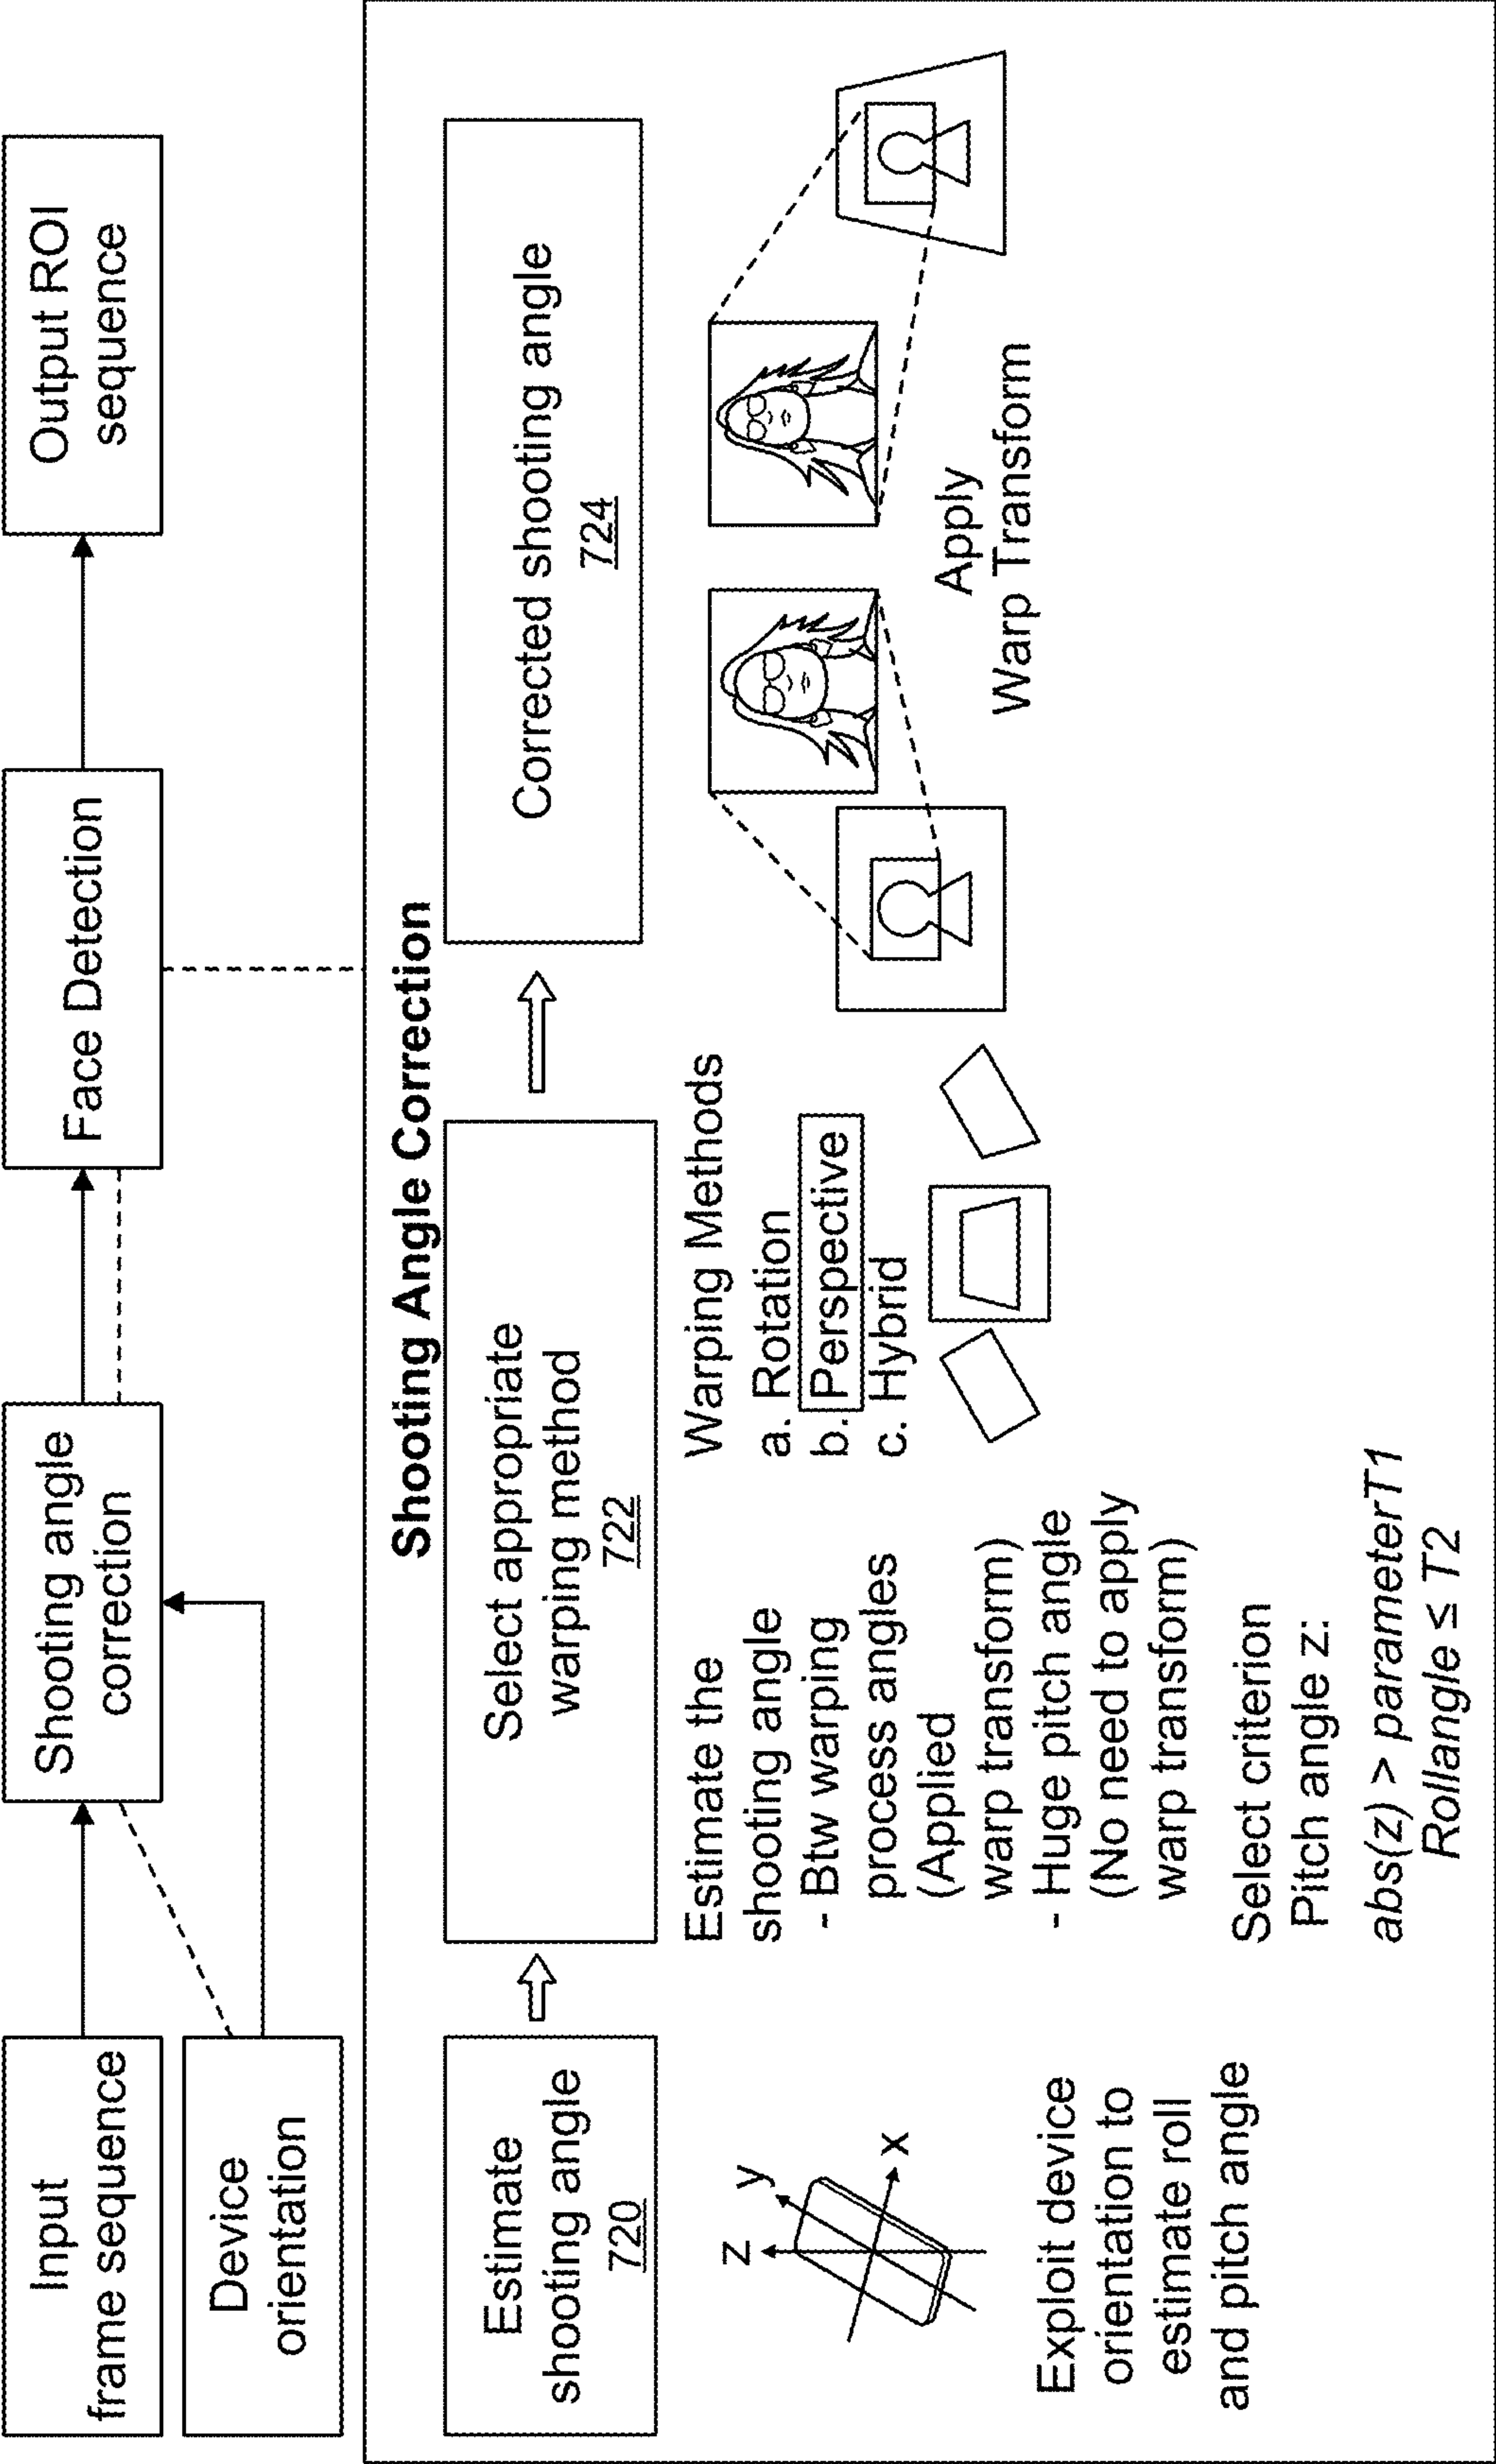 Input
frame sequence
Device
orientation
Shooting angle
correction
Face Detection
Output ROI
sequence
Shooting Angle Correction
Estimate
shooting angle
720
Select appropriate
warping method
722
Corrected shooting angle
724
z
y
x
Exploit device
orientation to
estimate roll
and pitch angle
Estimate the
shooting angle
- Btw warping
process angles
(Applied
warp transform)
- Huge pitch angle
(No need to apply
warp transform)
Select criterion
Pitch angle z:
abs(z) > parameterT1
Rollangle ≤ T2
Warping Methods
a. Rotation
b. Perspective
c. Hybrid
Apply
Warp Transform